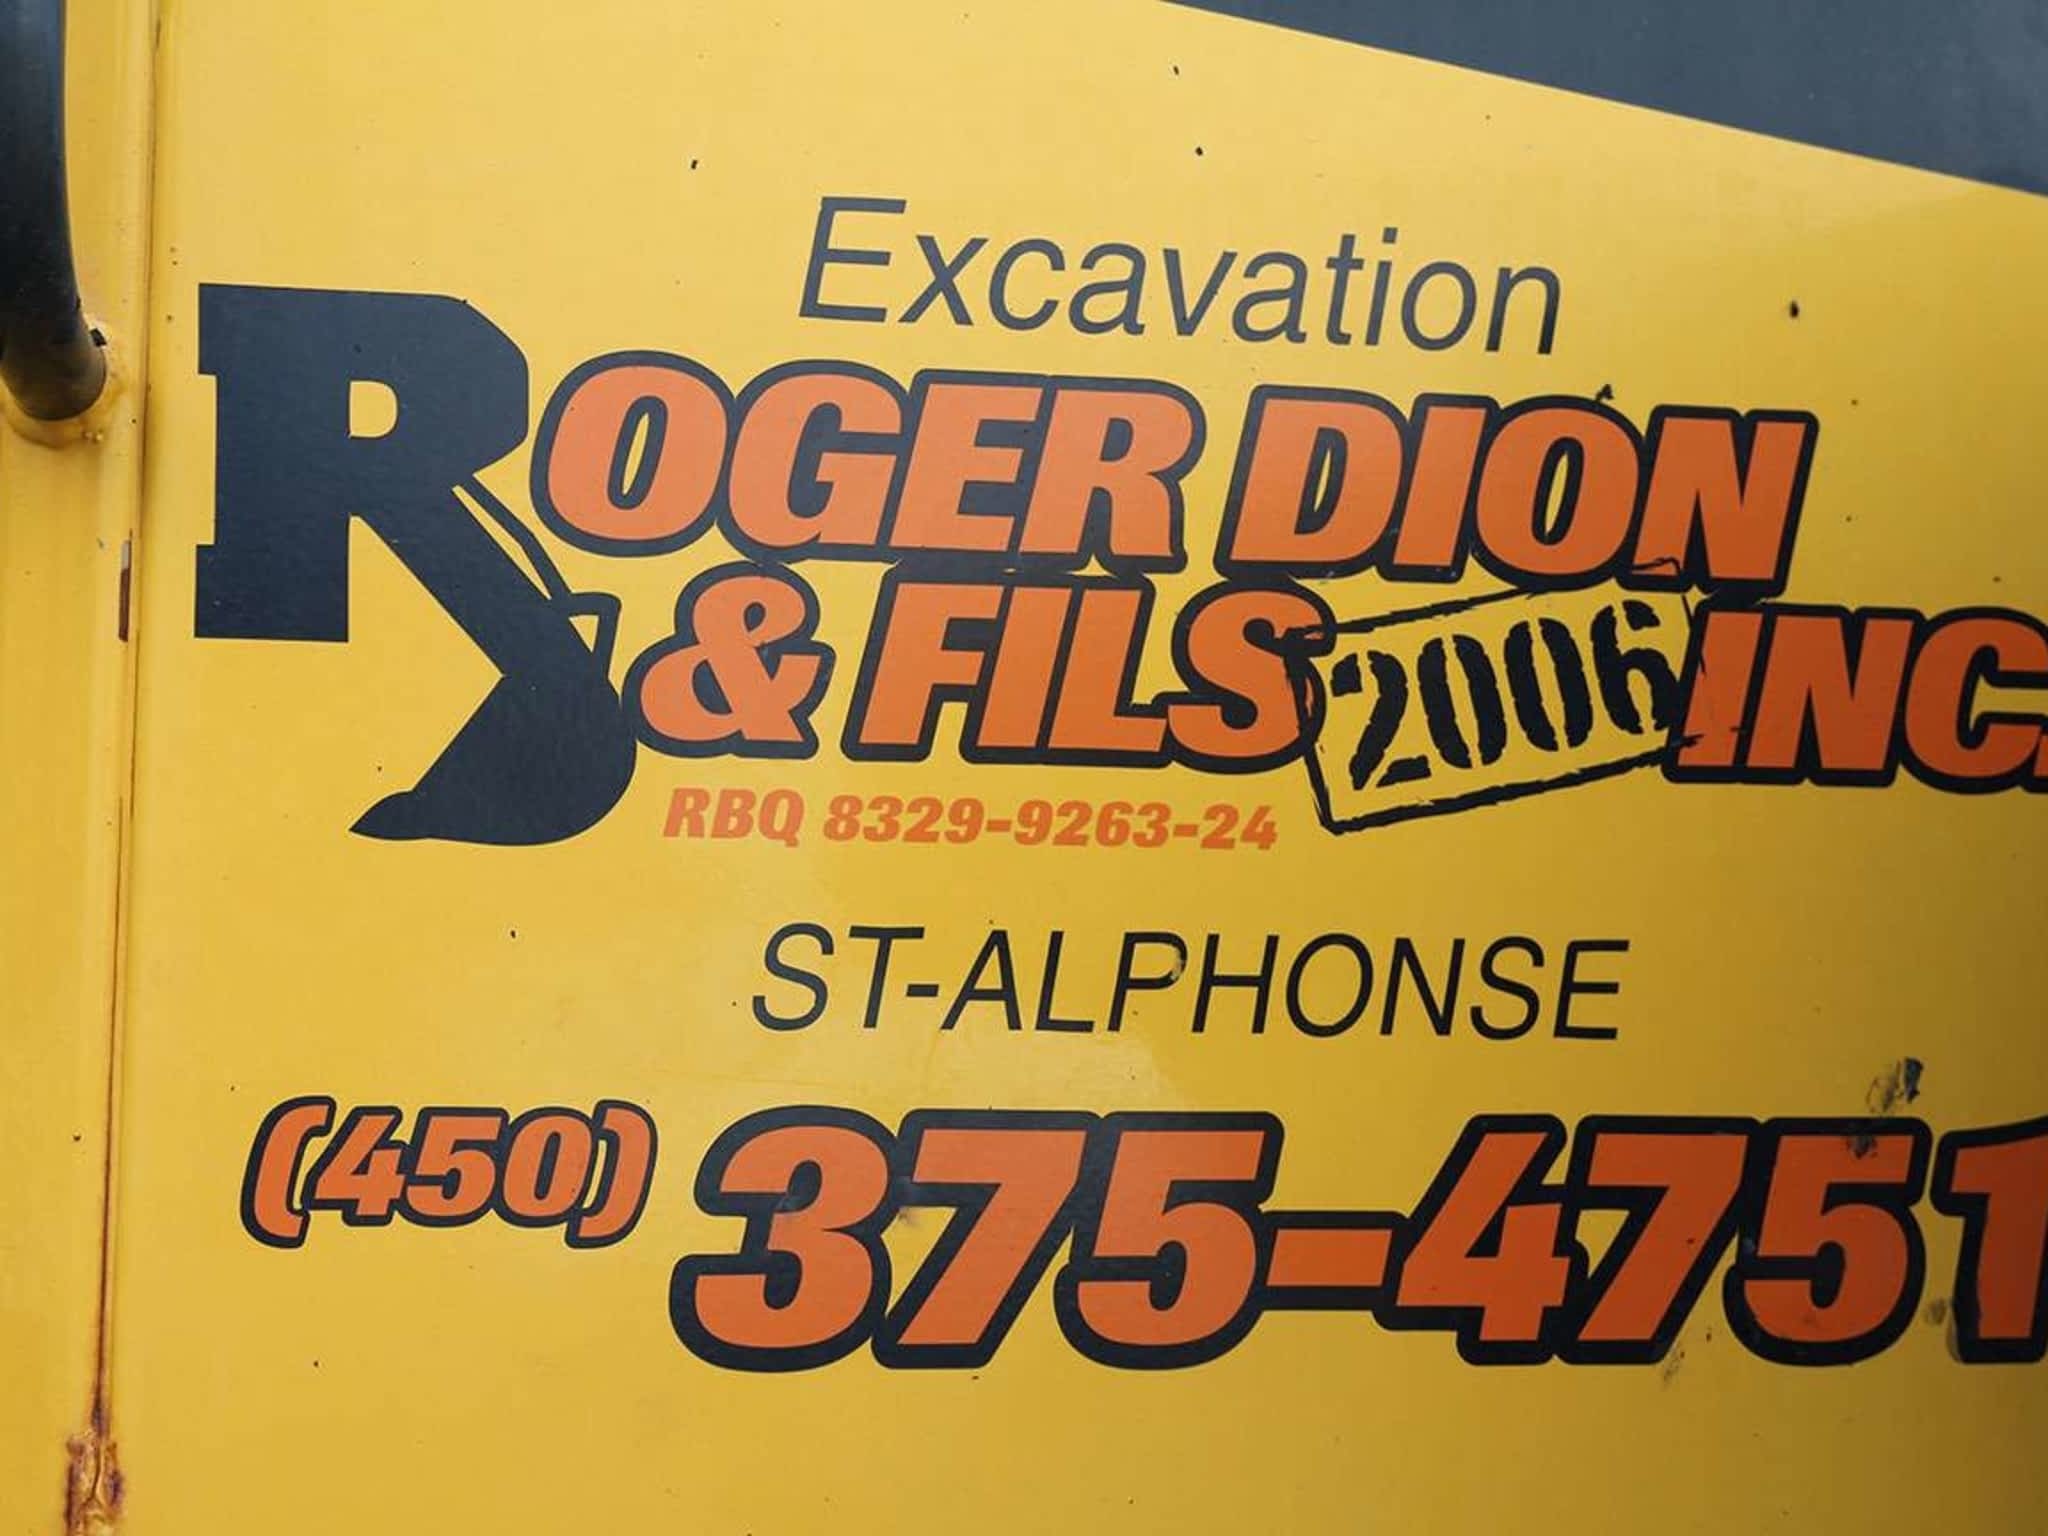 Excavation
ROGER DION
& FILS 2006 INC.
RBQ 8329-9263-24
ST-ALPHONSE
(450) 375-4751